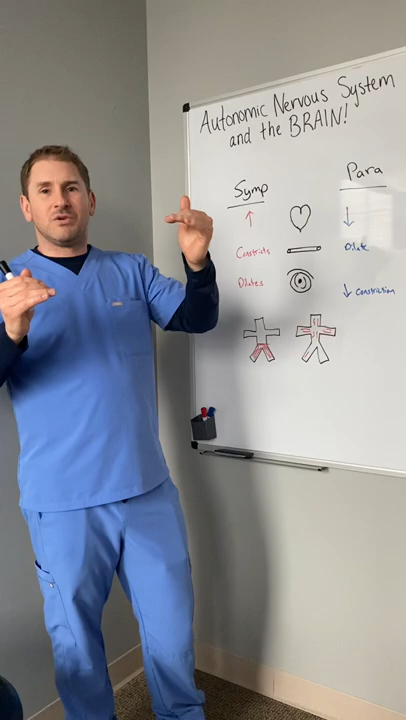 Autonomic Nervous System
and the BRAIN!
Symp
Para
↑
↓
Constricts
Dilate
Dilates
↓ Constriction